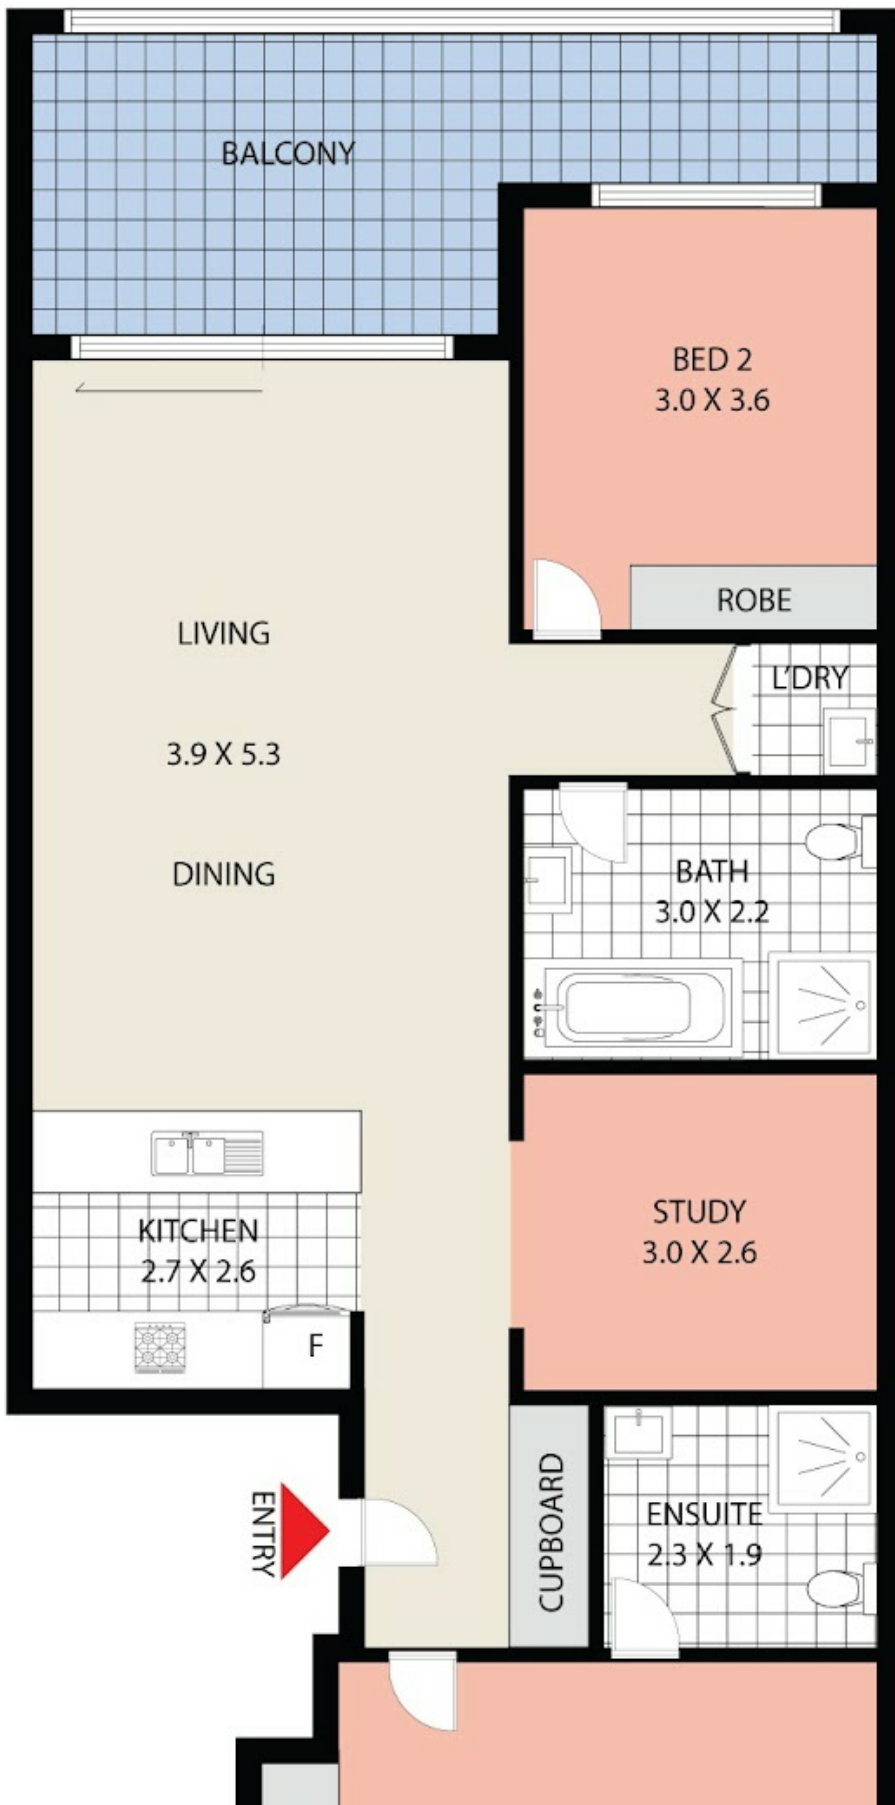 BALCONY
BED 2
3.0 X 3.6
ROBE
LIVING
L'DRY
3.9 X 5.3
DINING
BATH
3.0 X 2.2
KITCHEN
2.7 X 2.6
STUDY
3.0 X 2.6
F
ENTRY
CUPBOARD
ENSUITE
2.3 X 1.9